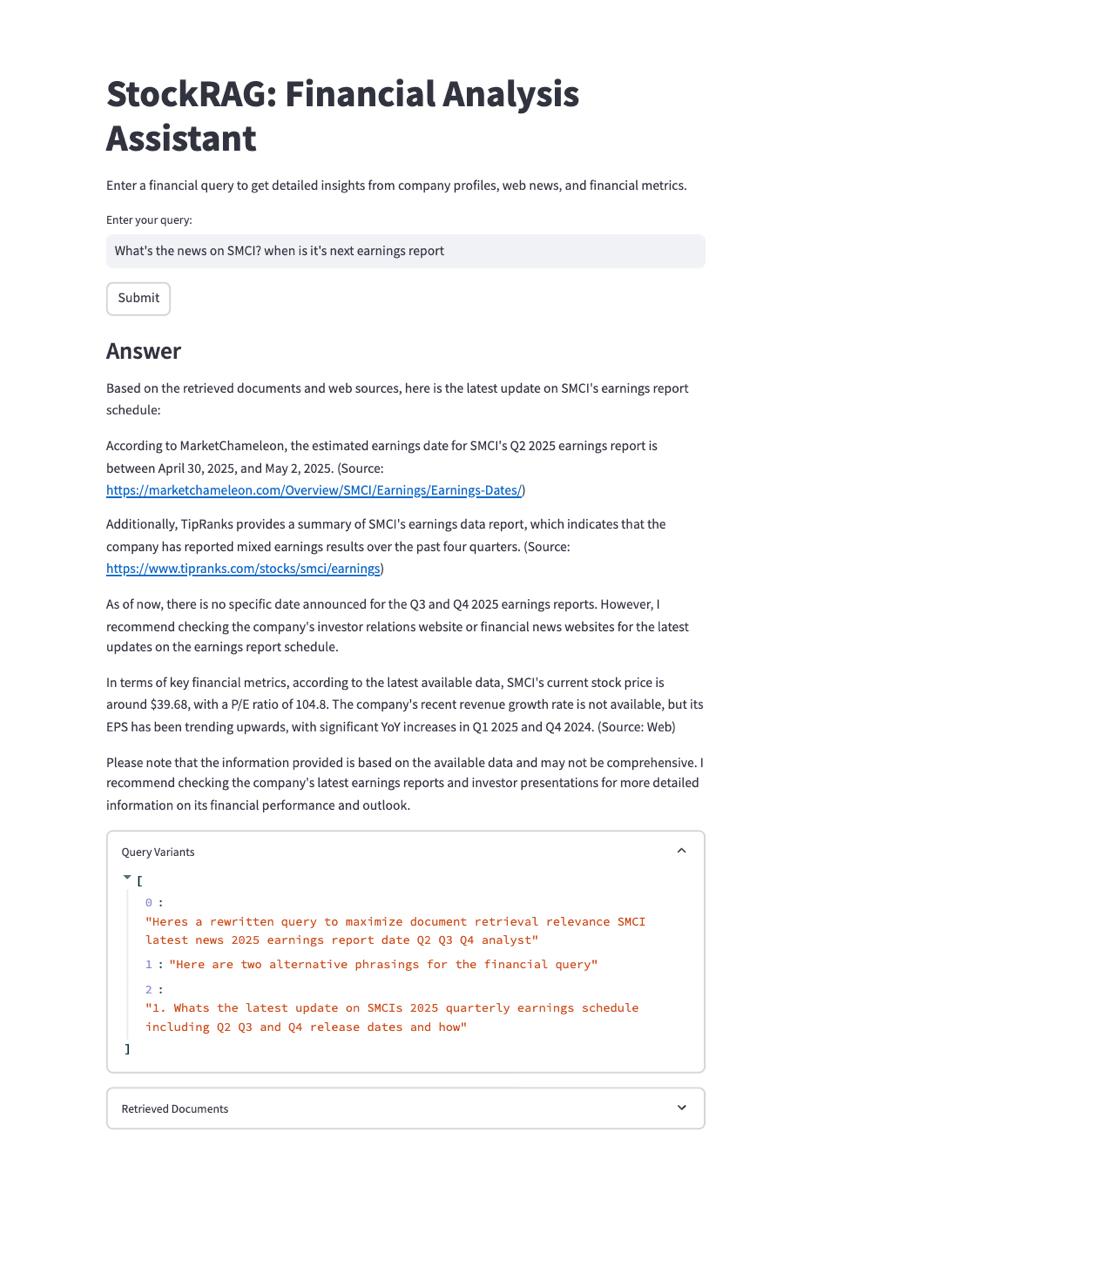 StockRAG: Financial Analysis
Assistant
Enter a financial query to get detailed insights from company profiles, web news, and financial metrics.
Enter your query:
What's the news on SMCI? when is it's next earnings report
Submit
Answer
Based on the retrieved documents and web sources, here is the latest update on SMCI's earnings report
schedule:
According to MarketChameleon, the estimated earnings date for SMCI's Q2 2025 earnings report is
between April 30, 2025, and May 2, 2025. (Source:
https://marketchameleon.com/Overview/SMCI/Earnings/Earnings-Dates/)
Additionally, TipRanks provides a summary of SMCI's earnings data report, which indicates that the
company has reported mixed earnings results over the past four quarters. (Source:
https://www.tipranks.com/stocks/smci/earnings)
As of now, there is no specific date announced for the Q3 and Q4 2025 earnings reports. However, I
recommend checking the company's investor relations website or financial news websites for the latest
updates on the earnings report schedule.
In terms of key financial metrics, according to the latest available data, SMCI's current stock price is
around $39.68, with a P/E ratio of 104.8. The company's recent revenue growth rate is not available, but its
EPS has been trending upwards, with significant YoY increases in Q1 2025 and Q4 2024. (Source: Web)
Please note that the information provided is based on the available data and may not be comprehensive. I
recommend checking the company's latest earnings reports and investor presentations for more detailed
information on its financial performance and outlook.
Query Variants
[
0 :
"Heres a rewritten query to maximize document retrieval relevance SMCI
latest news 2025 earnings report date Q2 Q3 Q4 analyst"
1 : "Here are two alternative phrasings for the financial query"
2 :
"1. Whats the latest update on SMCIs 2025 quarterly earnings schedule
including Q2 Q3 and Q4 release dates and how"
]
Retrieved Documents